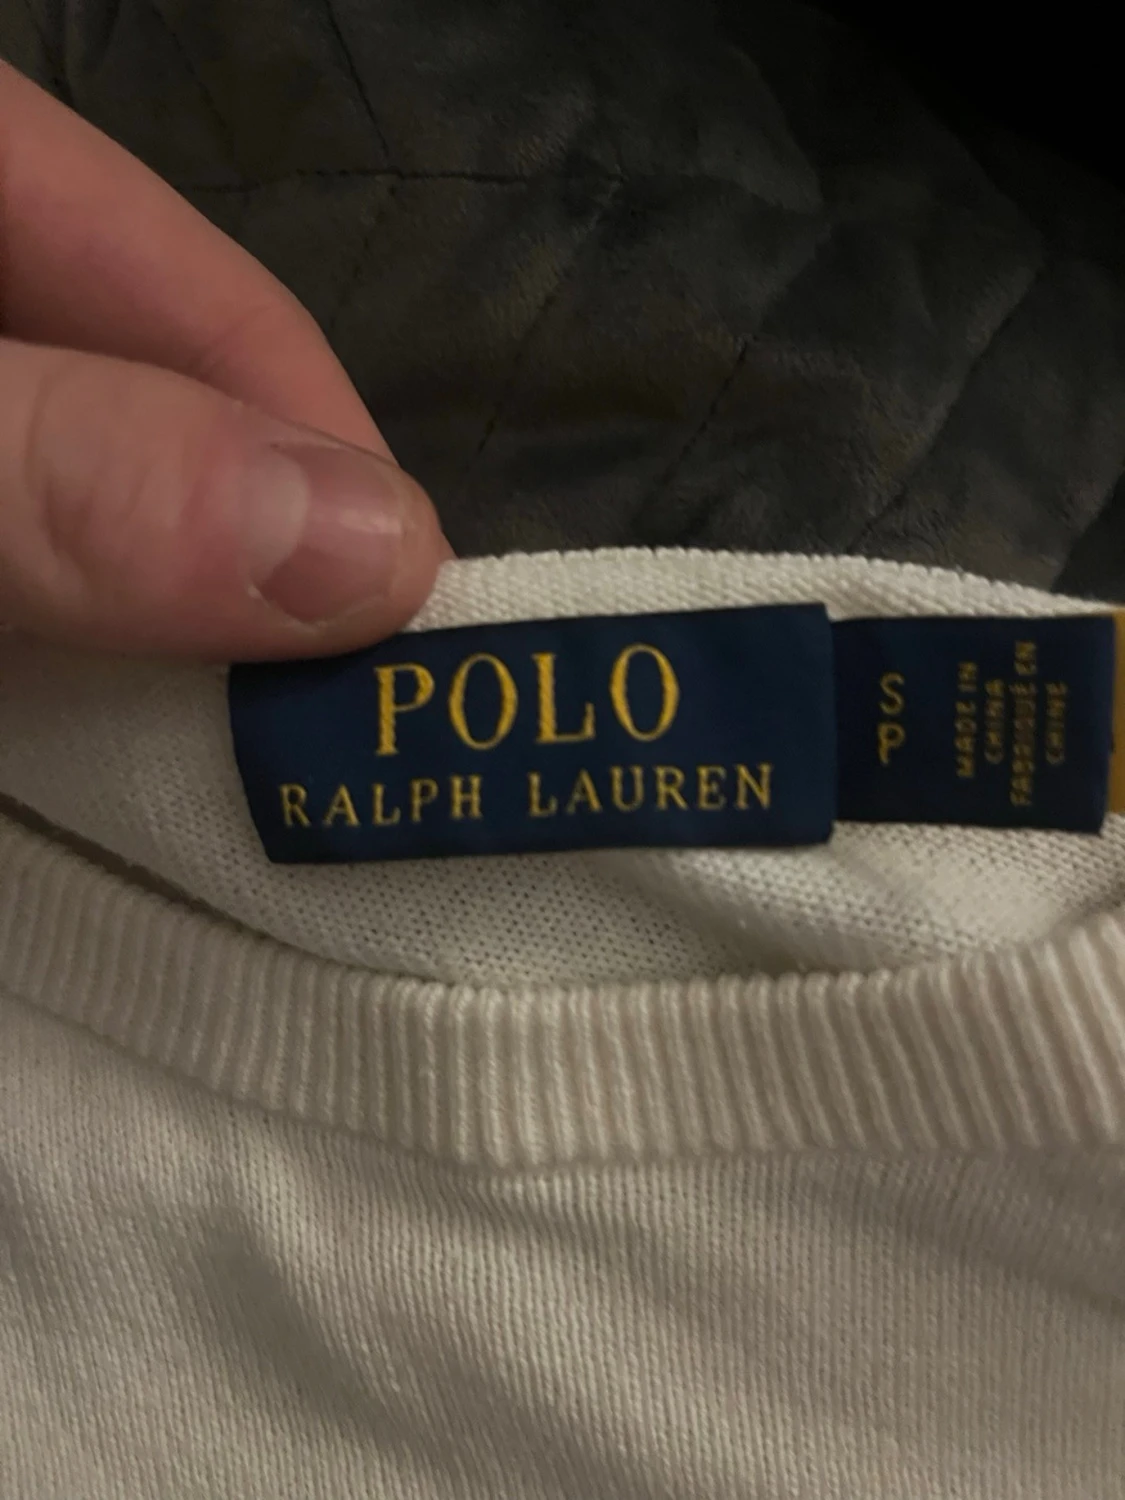 POLO
RALPH LAUREN
S
P
MADE IN
CHINA
FABRIQUÉ EN
CHINE